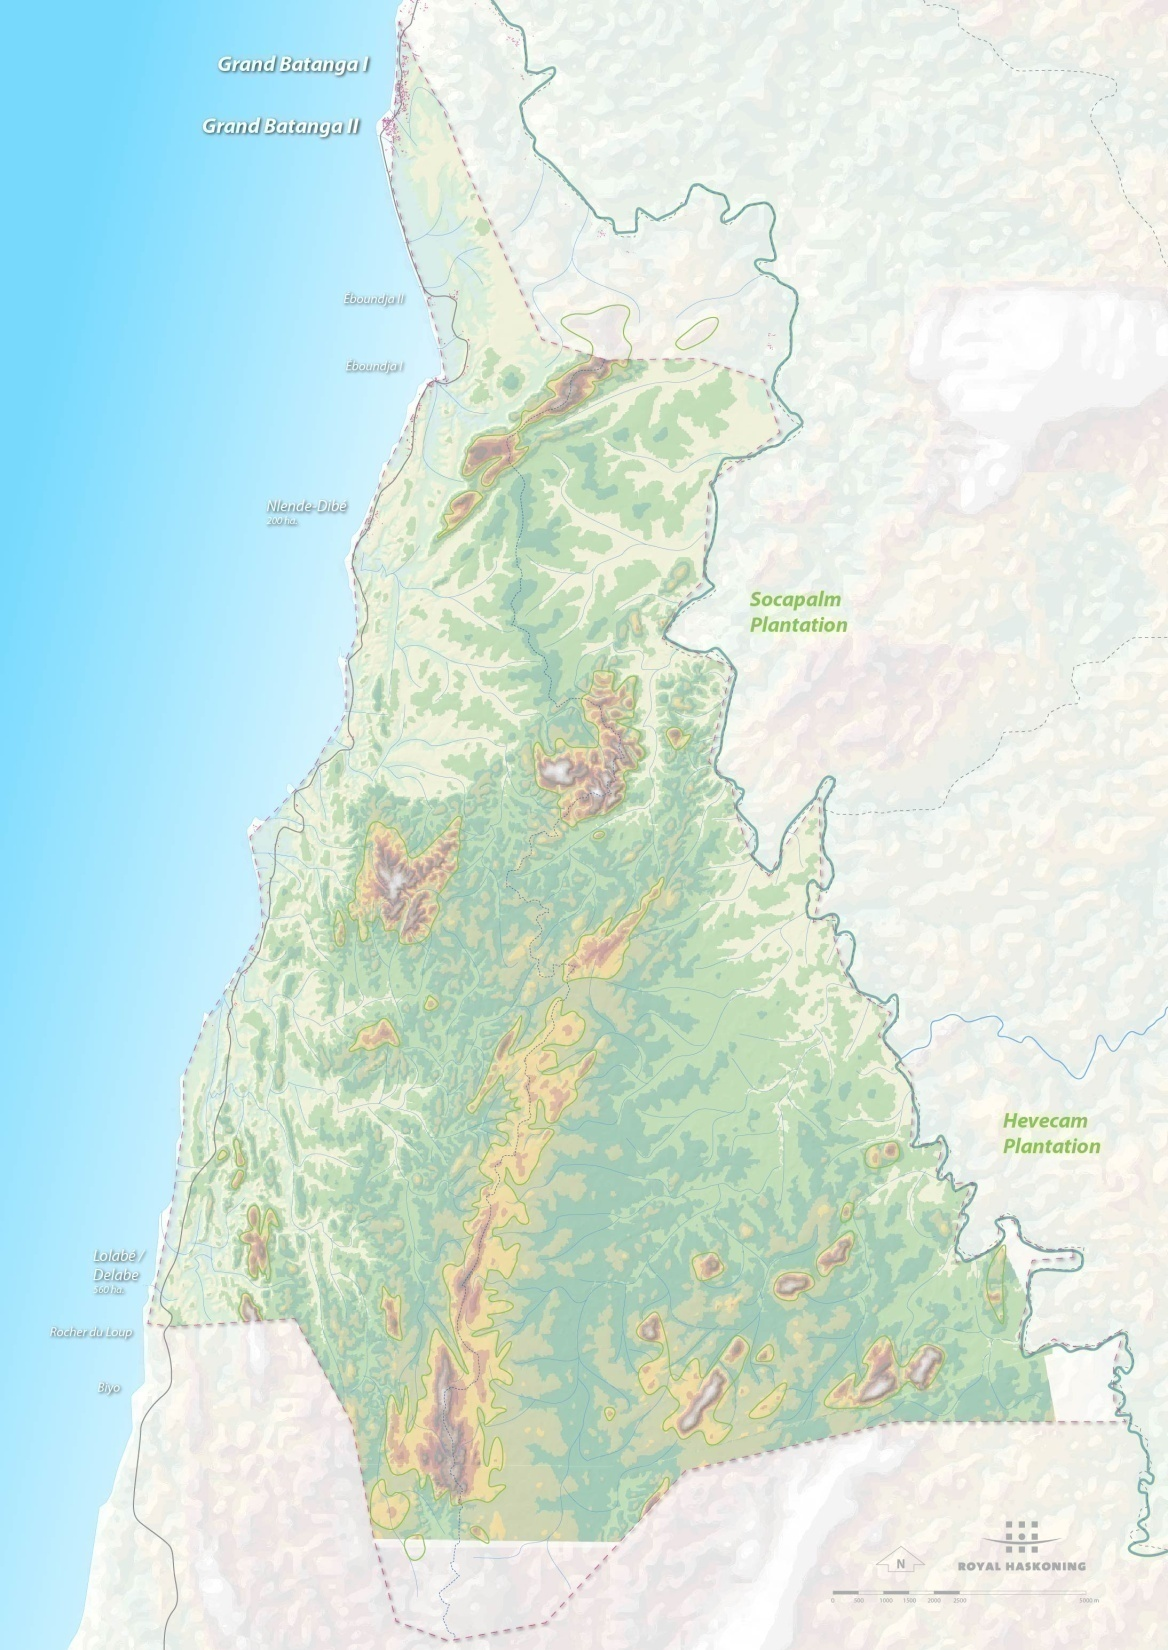 Grand Batanga I
Grand Batanga II
Éboundja II
Éboundja I
Nlende-Dibé
200 ha.
Socapalm
Plantation
Hevecam
Plantation
Lolabé /
Delabe
560 ha.
Rocher du Loup
Biyo
N
ROYAL HASKONING
0 500 1000 1500 2000 2500 5000 m